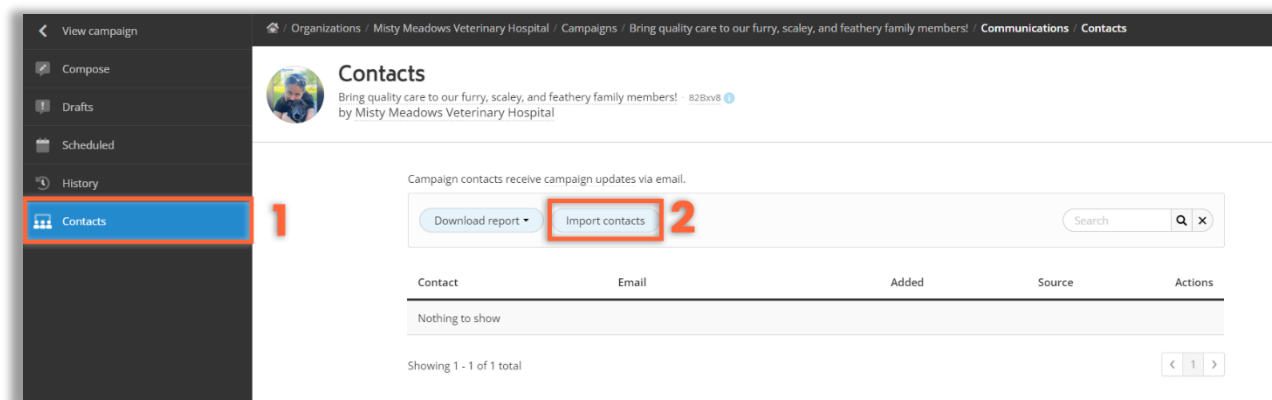 View campaign
/ Organizations / Misty Meadows Veterinary Hospital / Campaigns / Bring quality care to our furry, scaley, and feathery family members! / Communications / Contacts
Compose
Drafts
Scheduled
History
Contacts
1
Contacts
Bring quality care to our furry, scaley, and feathery family members! · 82Bxv8
by Misty Meadows Veterinary Hospital
Campaign contacts receive campaign updates via email.
Download report Import contacts 2 Search
Contact Email Added Source Actions
Nothing to show
Showing 1 - 1 of 1 total
1